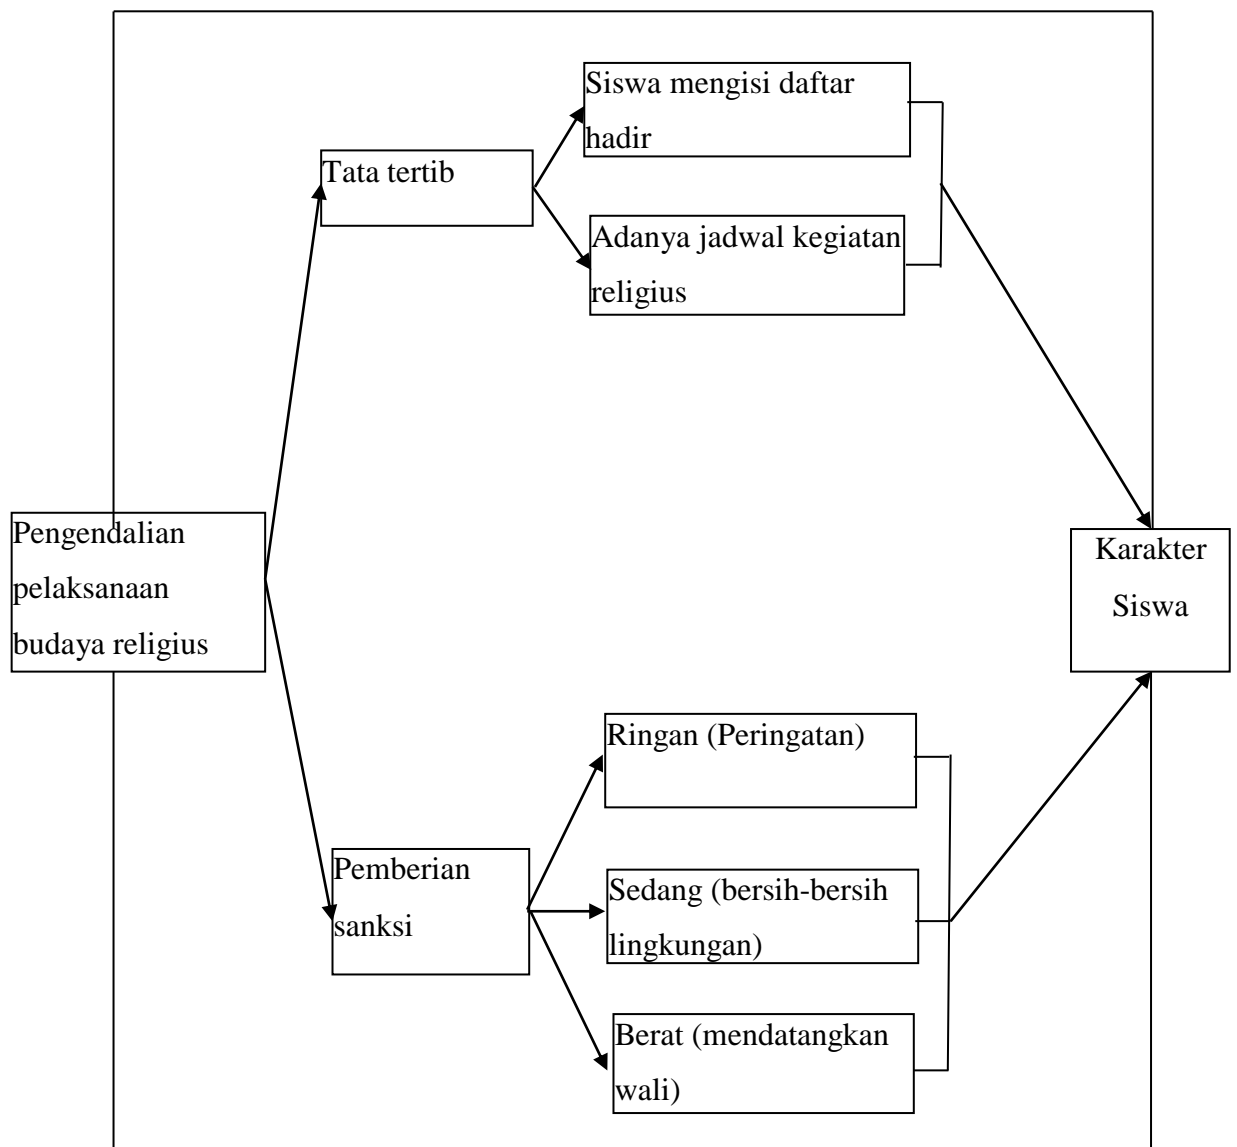 Siswa mengisi daftar
hadir
Tata tertib
Adanya jadwal kegiatan
religius
Pengendalian
pelaksanaan
budaya religius
Karakter
Siswa
Ringan (Peringatan)
Pemberian
sanksi
Sedang (bersih-bersih
lingkungan)
Berat (mendatangkan
wali)